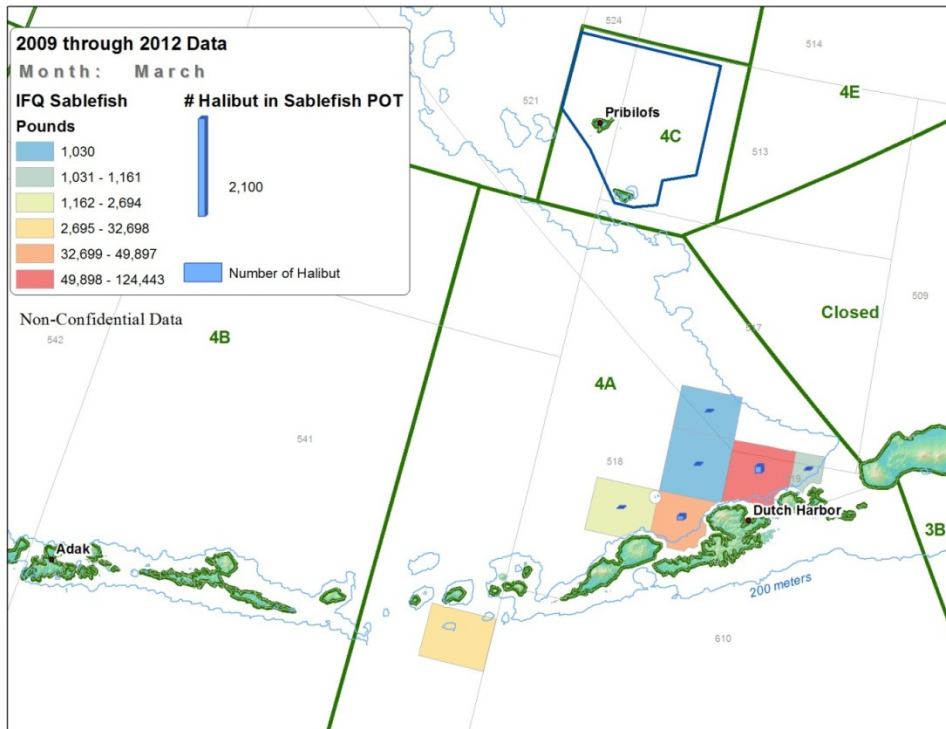 2009 through 2012 Data
Month: March
IFQ Sablefish
# Halibut in Sablefish POT
Pounds
1,030
1,031 - 1,161
1,162 - 2,694
2,695 - 32,698
32,699 - 49,897
49,898 - 124,443
2,100
Number of Halibut
Non-Confidential Data
524
514
521
Pribilofs
4E
4C
513
509
Closed
517
542
4B
4A
541
518
Dutch Harbor
3B
Adak
200 meters
610